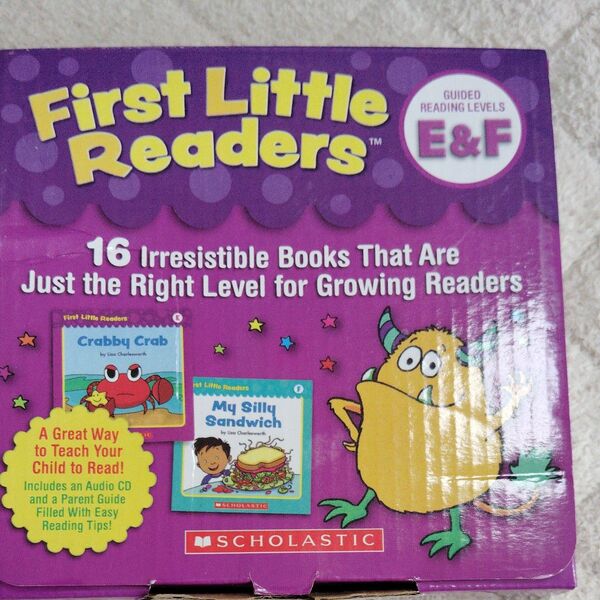 First Little
Readers™
GUIDED
READING LEVELS
E&F
16 Irresistible Books That Are
Just the Right Level for Growing Readers
First Little Readers
E
Crabby Crab
by Liza Charlesworth
First Little Readers
F
My Silly
Sandwich
by Liza Charlesworth
SCHOLASTIC
A Great Way
to Teach Your
Child to Read!
Includes an Audio CD
and a Parent Guide
Filled With Easy
Reading Tips!
SCHOLASTIC